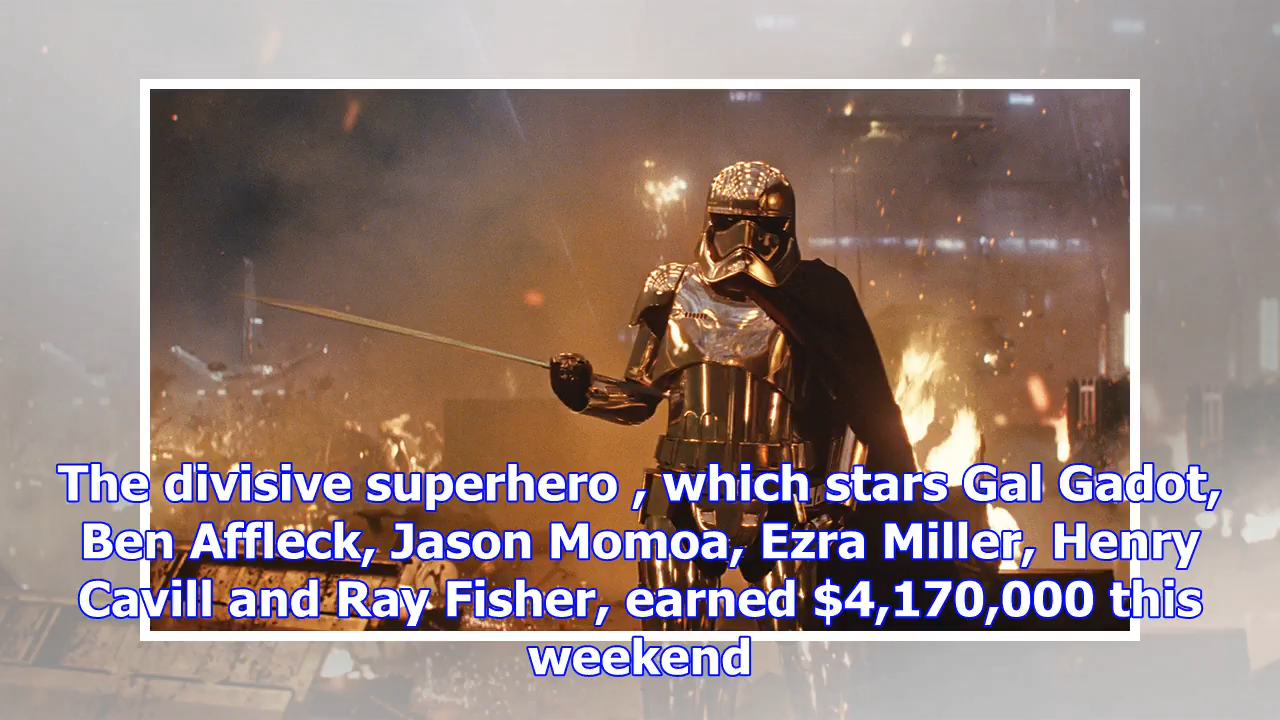 The divisive superhero , which stars Gal Gadot,
Ben Affleck, Jason Momoa, Ezra Miller, Henry
Cavill and Ray Fisher, earned $4,170,000 this
weekend